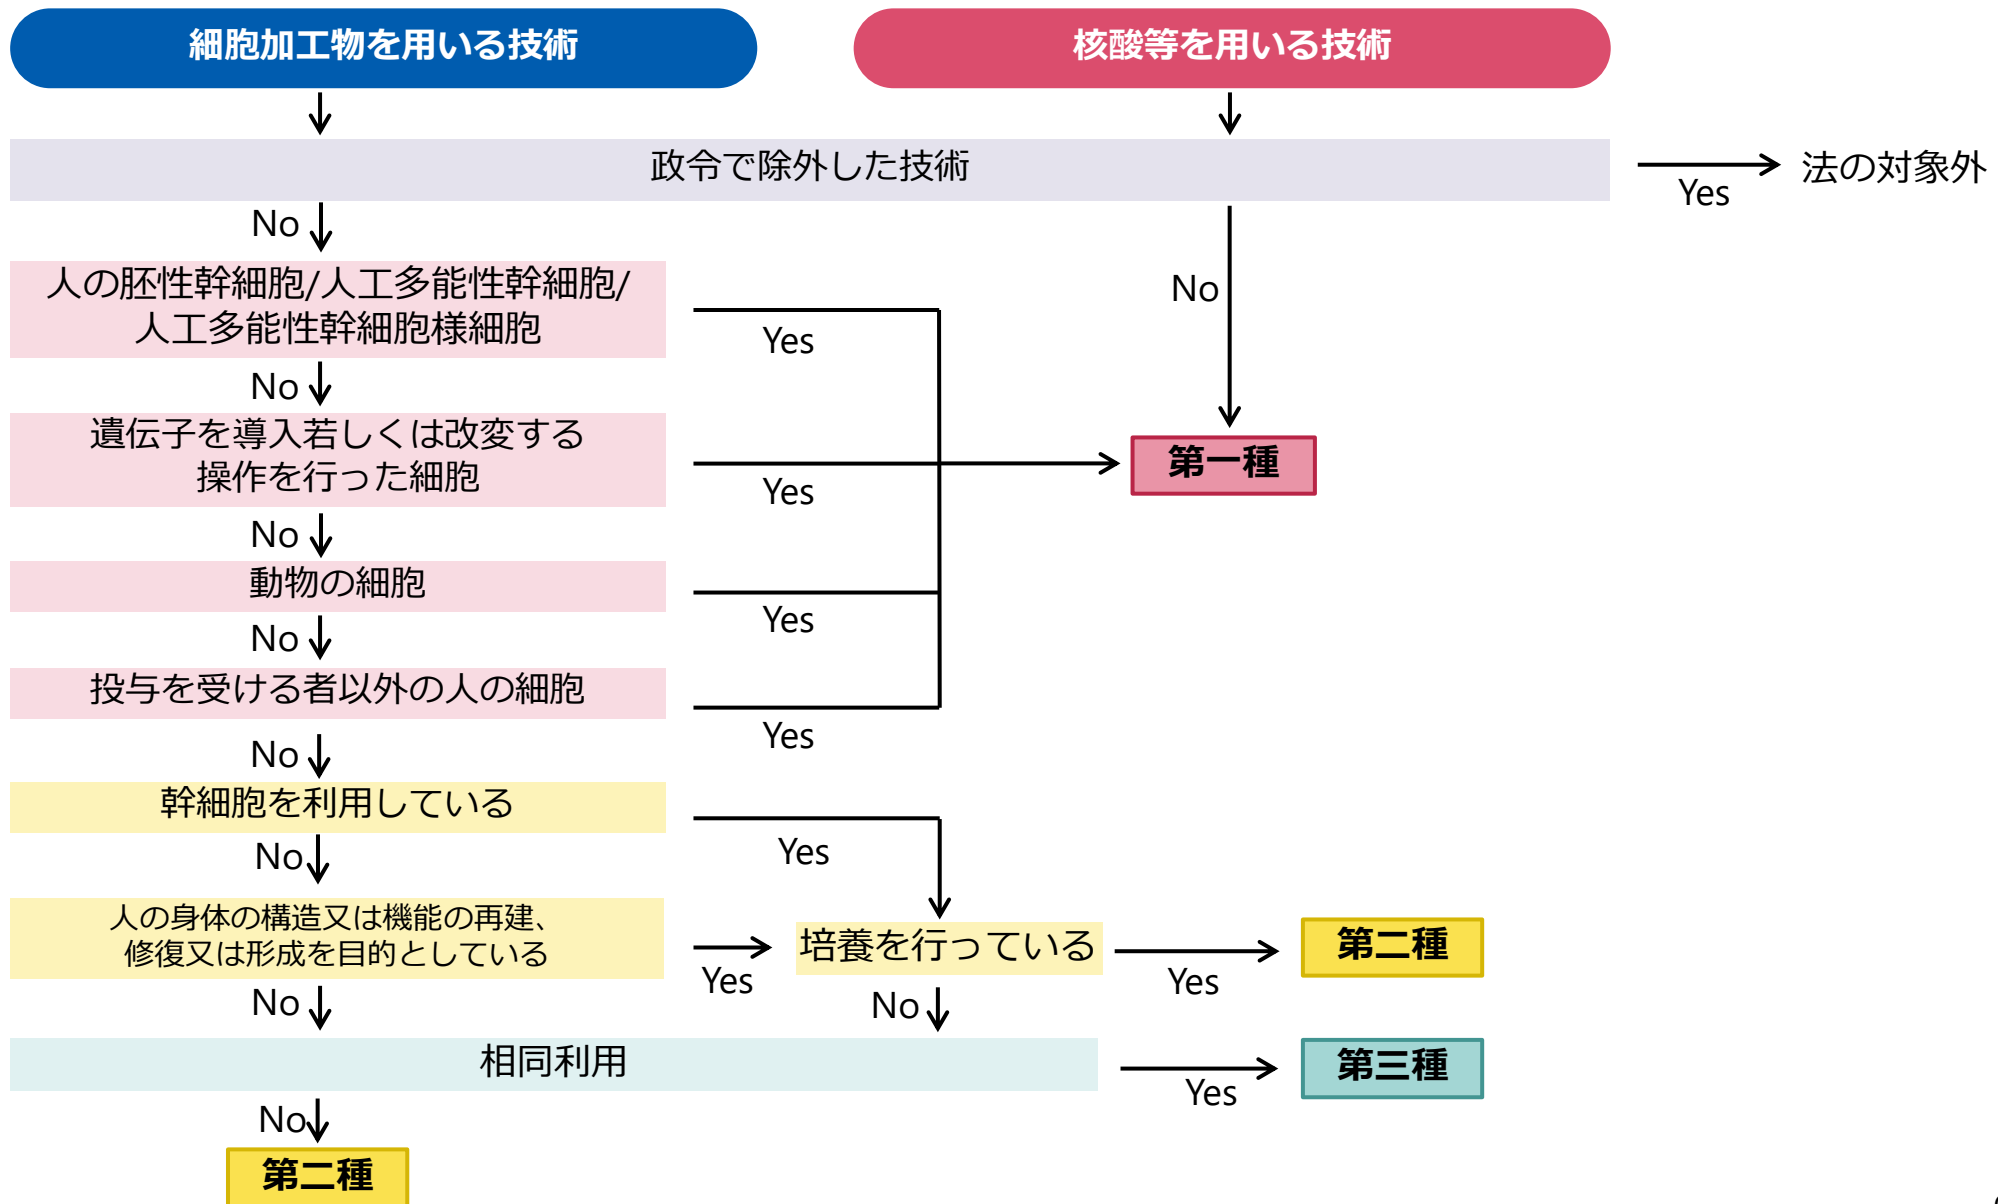 細胞加工物を用いる技術
核酸等を用いる技術
政令で除外した技術
Yes
法の対象外
No
No
人の胚性幹細胞/人工多能性幹細胞/
人工多能性幹細胞様細胞
Yes
No
遺伝子を導入若しくは改変する
操作を行った細胞
Yes
第一種
No
動物の細胞
Yes
No
投与を受ける者以外の人の細胞
Yes
No
幹細胞を利用している
Yes
No
人の身体の構造又は機能の再建、
修復又は形成を目的としている
Yes
培養を行っている
Yes
第二種
No
No
相同利用
Yes
第三種
No
第二種